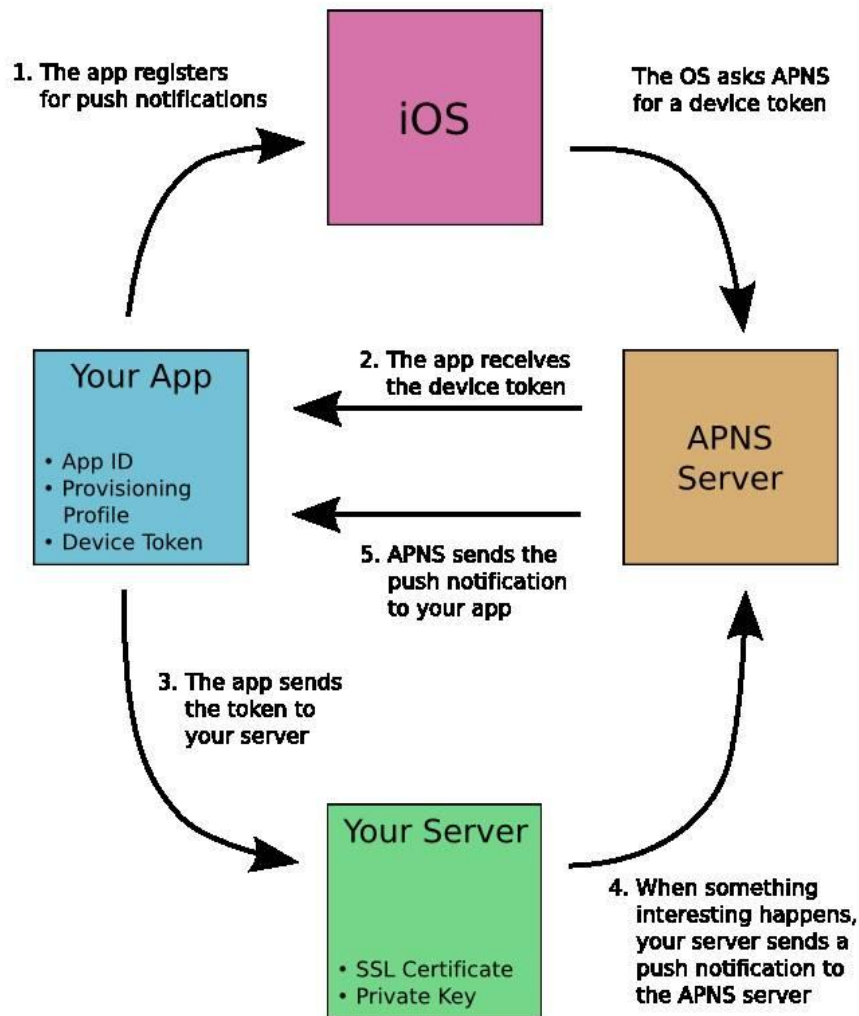 1. The app registers
for push notifications
iOS
The OS asks APNS
for a device token
Your App
• App ID
• Provisioning
Profile
• Device Token
2. The app receives
the device token
5. APNS sends the
push notification
to your app
APNS
Server
3. The app sends
the token to
your server
Your Server
• SSL Certificate
• Private Key
4. When something
interesting happens,
your server sends a
push notification to
the APNS server